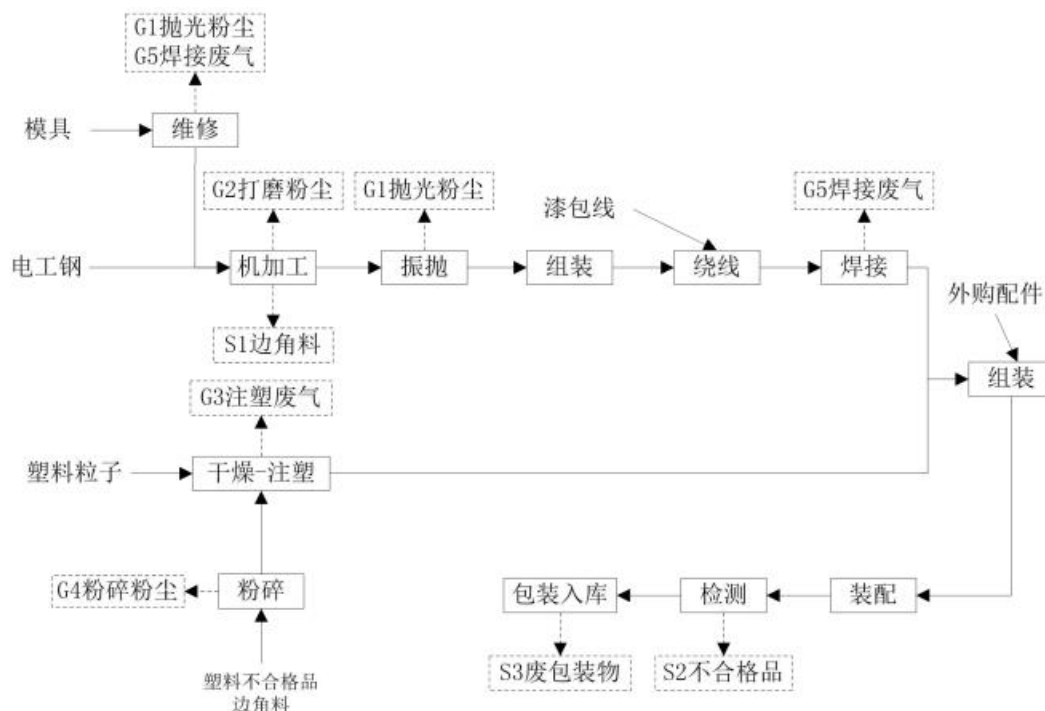 G1抛光粉尘
G5焊接废气
模具
维修
G2打磨粉尘
G1抛光粉尘
漆包线
G5焊接废气
电工钢
机加工
振抛
组装
绕线
焊接
外购配件
S1边角料
组装
G3注塑废气
塑料粒子
干燥-注塑
G4粉碎粉尘
粉碎
包装入库
检测
装配
S3废包装物
S2不合格品
塑料不合格品
边角料